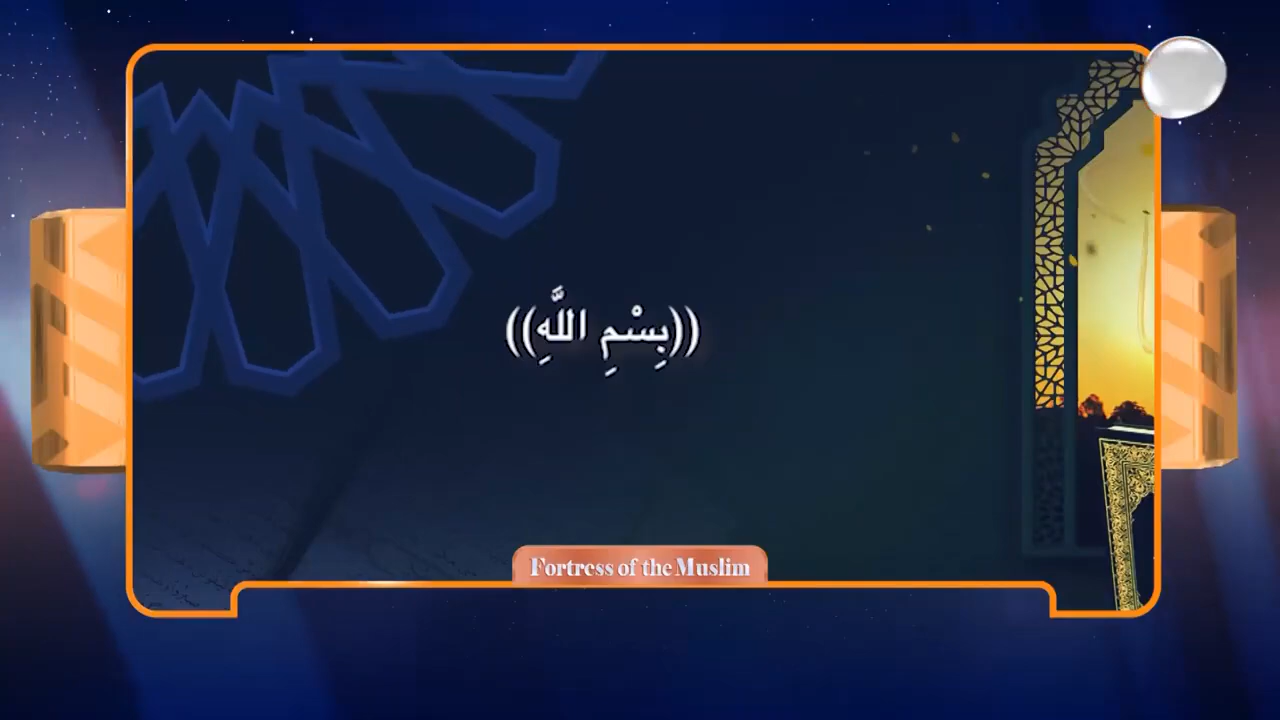 ((بِسْمِ اللَّهِ))
Fortress of the Muslim